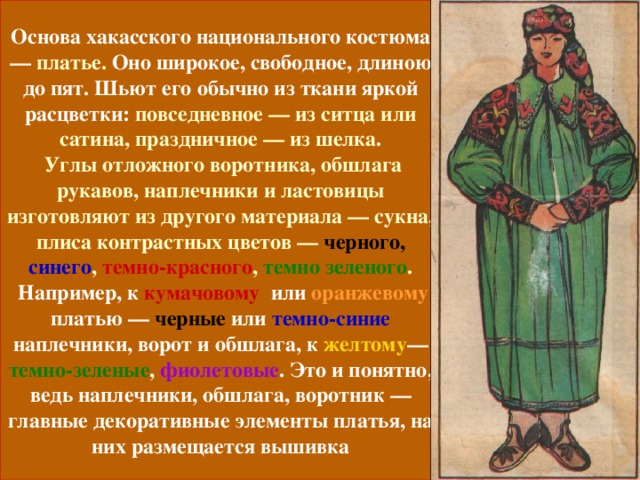 Основа хакасского национального костюма
— платье. Оно широкое, свободное, длиною
до пят. Шьют его обычно из ткани яркой
расцветки: повседневное — из ситца или
сатина, праздничное — из шелка.
Углы отложного воротника, обшлага
рукавов, наплечники и ластовицы
изготовляют из другого материала — сукна,
плиса контрастных цветов — черного,
синего, темно-красного, темно зеленого.
Например, к кумачовому или оранжевому
платью — черные или темно-синие
наплечники, ворот и обшлага, к желтому—
темно-зеленые, фиолетовые. Это и понятно,
ведь наплечники, обшлага, воротник —
главные декоративные элементы платья, на
них размещается вышивка